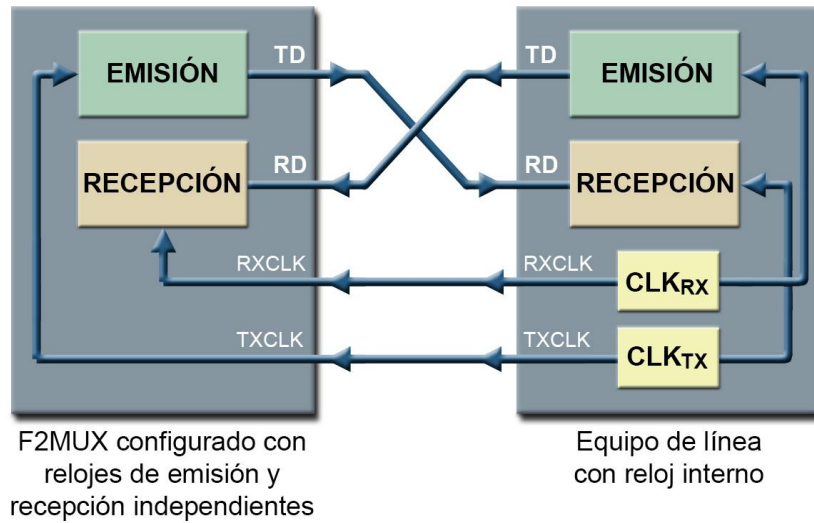 EMISIÓN
TD
TD
EMISIÓN
RECEPCIÓN
RD
RD
RECEPCIÓN
RXCLK
RXCLK
CLKRX
TXCLK
TXCLK
CLKTX
F2MUX configurado con
relojes de emisión y
recepción independientes
Equipo de línea
con reloj interno